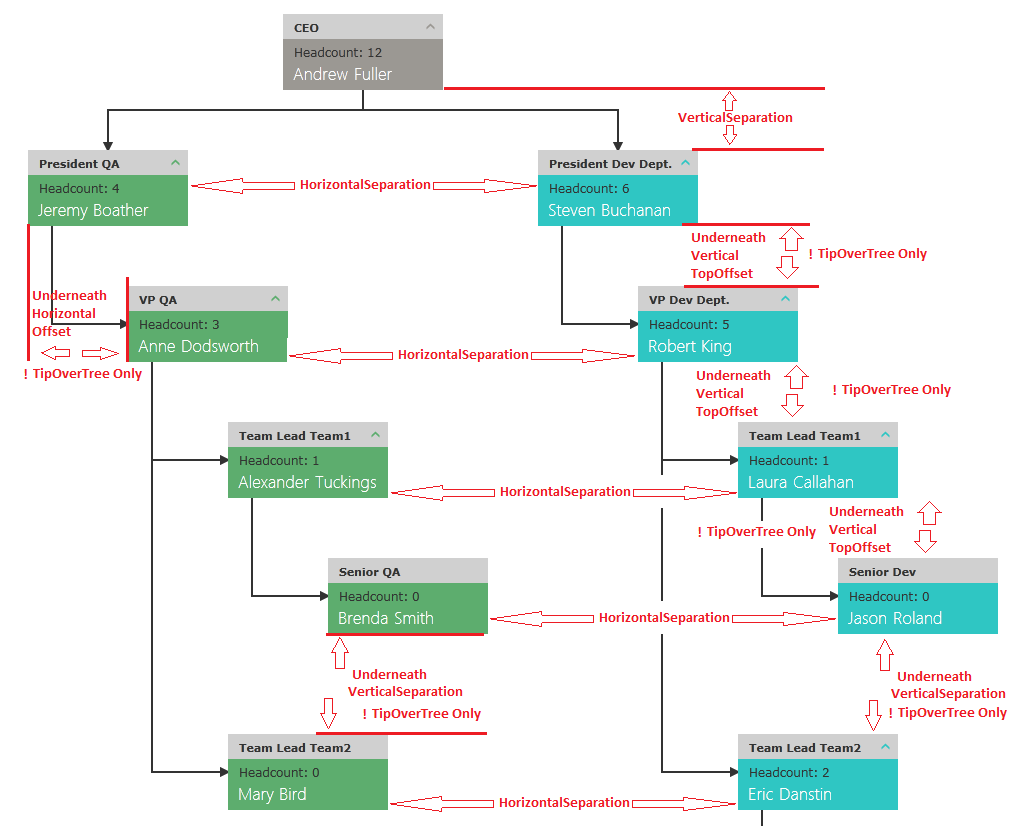 CEO
Headcount: 12
Andrew Fuller
VerticalSeparation
President QA
Headcount: 4
Jeremy Boather
HorizontalSeparation
President Dev Dept.
Headcount: 6
Steven Buchanan
Underneath
Vertical
TopOffset
! TipOverTree Only
Underneath
Horizontal
Offset
! TipOverTree Only
VP QA
Headcount: 3
Anne Dodsworth
HorizontalSeparation
VP Dev Dept.
Headcount: 5
Robert King
Underneath
Vertical
TopOffset
! TipOverTree Only
Team Lead Team1
Headcount: 1
Alexander Tuckings
HorizontalSeparation
Team Lead Team1
Headcount: 1
Laura Callahan
! TipOverTree Only
Underneath
Vertical
TopOffset
Senior QA
Headcount: 0
Brenda Smith
HorizontalSeparation
Senior Dev
Headcount: 0
Jason Roland
Underneath
VerticalSeparation
! TipOverTree Only
Underneath
VerticalSeparation
! TipOverTree Only
Team Lead Team2
Headcount: 0
Mary Bird
HorizontalSeparation
Team Lead Team2
Headcount: 2
Eric Danstin